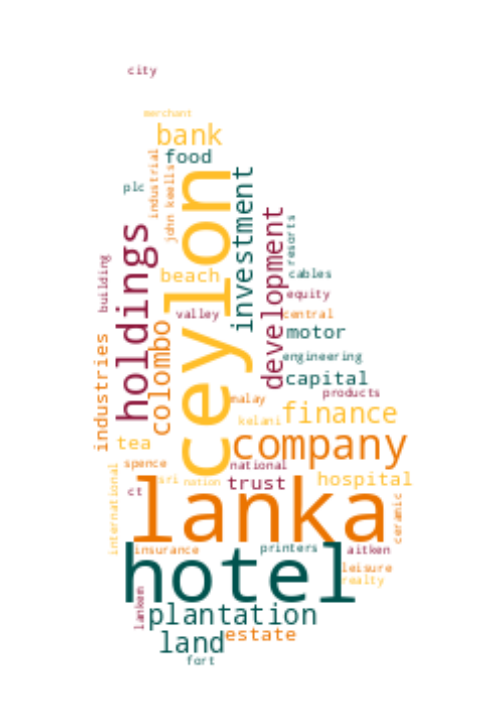 city
merchant
bank
food
industrial
plc
john keells
ceylon
investment
holdings
development
resorts
building
beach
cables
equity
valley
central
colombo
motor
industries
engineering
capital
products
malay
finance
kelani
tea
company
spence
national
international
sri
nation
trust
hospital
ct
lanka
ceramic
insurance
printers
aitken
hotel
leisure
realty
lankem
plantation
land
estate
fort